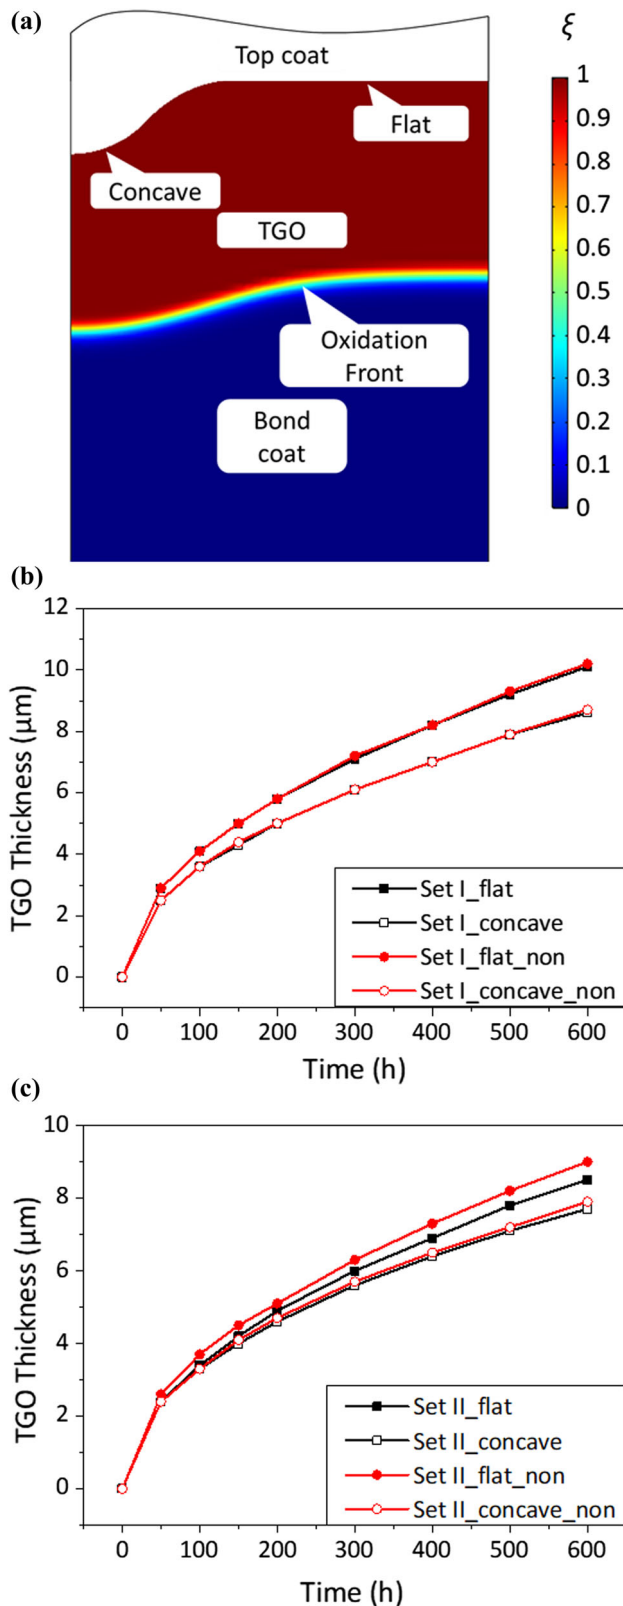 (a)
ξ
Top coat
Flat
Concave
TGO
Oxidation
Front
Bond
coat
1
0.9
0.8
0.7
0.6
0.5
0.4
0.3
0.2
0.1
0
(b)
TGO Thickness (μm)
12
10
8
6
4
2
0
Set I_flat
Set I_concave
Set I_flat_non
Set I_concave_non
0 100 200 300 400 500 600
Time (h)
(c)
TGO Thickness (μm)
10
8
6
4
2
0
Set II_flat
Set II_concave
Set II_flat_non
Set II_concave_non
0 100 200 300 400 500 600
Time (h)